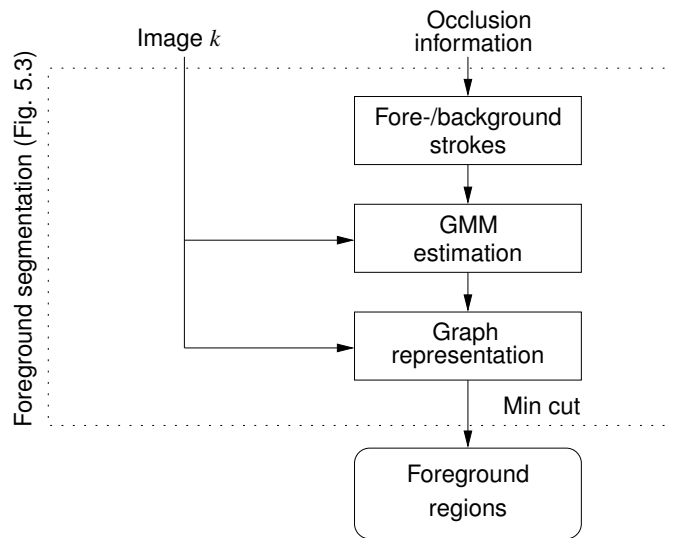 Image k
Occlusion
information
Foreground segmentation (Fig. 5.3)
Fore-/background
strokes
GMM
estimation
Graph
representation
Min cut
Foreground
regions